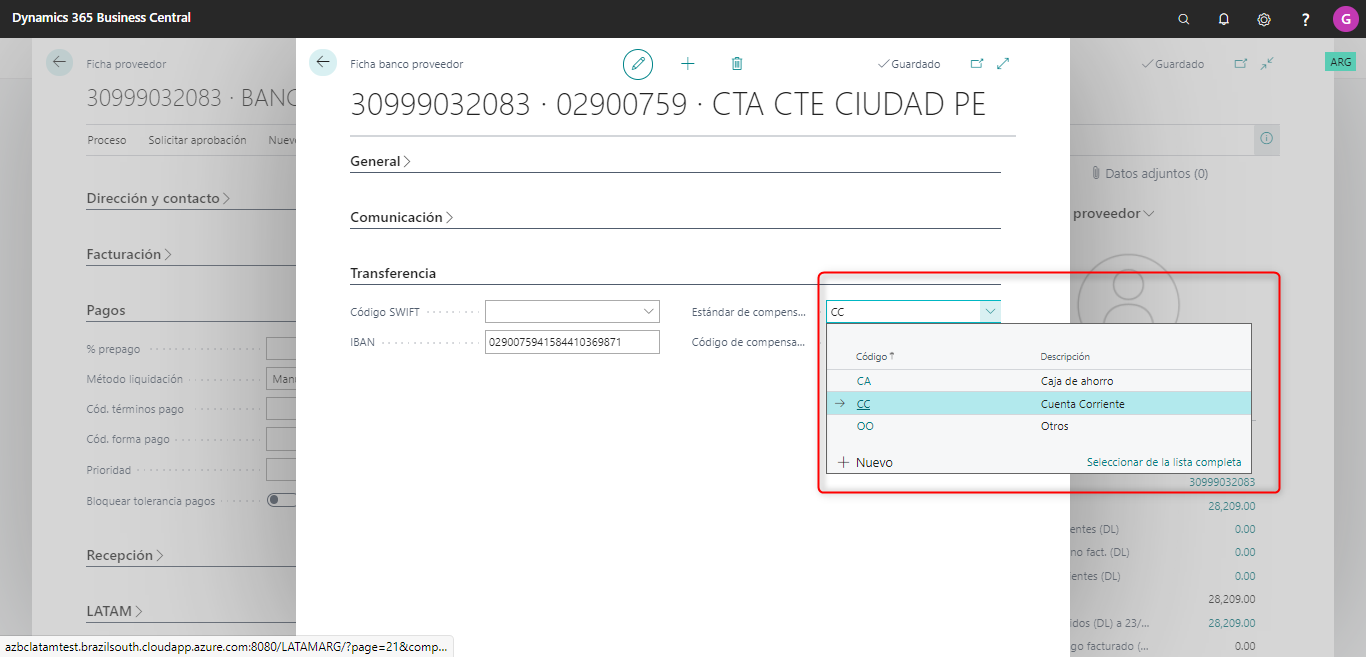 Dynamics 365 Business Central
?
G
Ficha proveedor
30999032083 · BANC
Proceso Solicitar aprobación
Dirección y contacto
Facturación
Pagos
% prepago
Método liquidación
Cód. términos pago
Cód. forma pago
Prioridad
Bloquear tolerancia pagos
Recepción
LATAM
azbclatamtest.brazilsouth.cloudapp.azure.com:8080/LATAMARG/?page=21&comp...
Ficha banco proveedor
Guardado
30999032083 · 02900759 · CTA CTE CIUDAD PE
General
Comunicación
Transferencia
Código SWIFT
IBAN 0290075941584410369871
Estándar de compens... CC
Código de compensa...
Código↑ Descripción
CA Caja de ahorro
CC Cuenta Corriente
OO Otros
+ Nuevo Seleccionar de la lista completa
Guardado
ARG
Datos adjuntos (0)
proveedor
30999032083
28,209.00
entes (DL) 0.00
no fact. (DL) 0.00
entes (DL) 0.00
28,209.00
idos (DL) a 23/... 28,209.00
go facturado (... 0.00